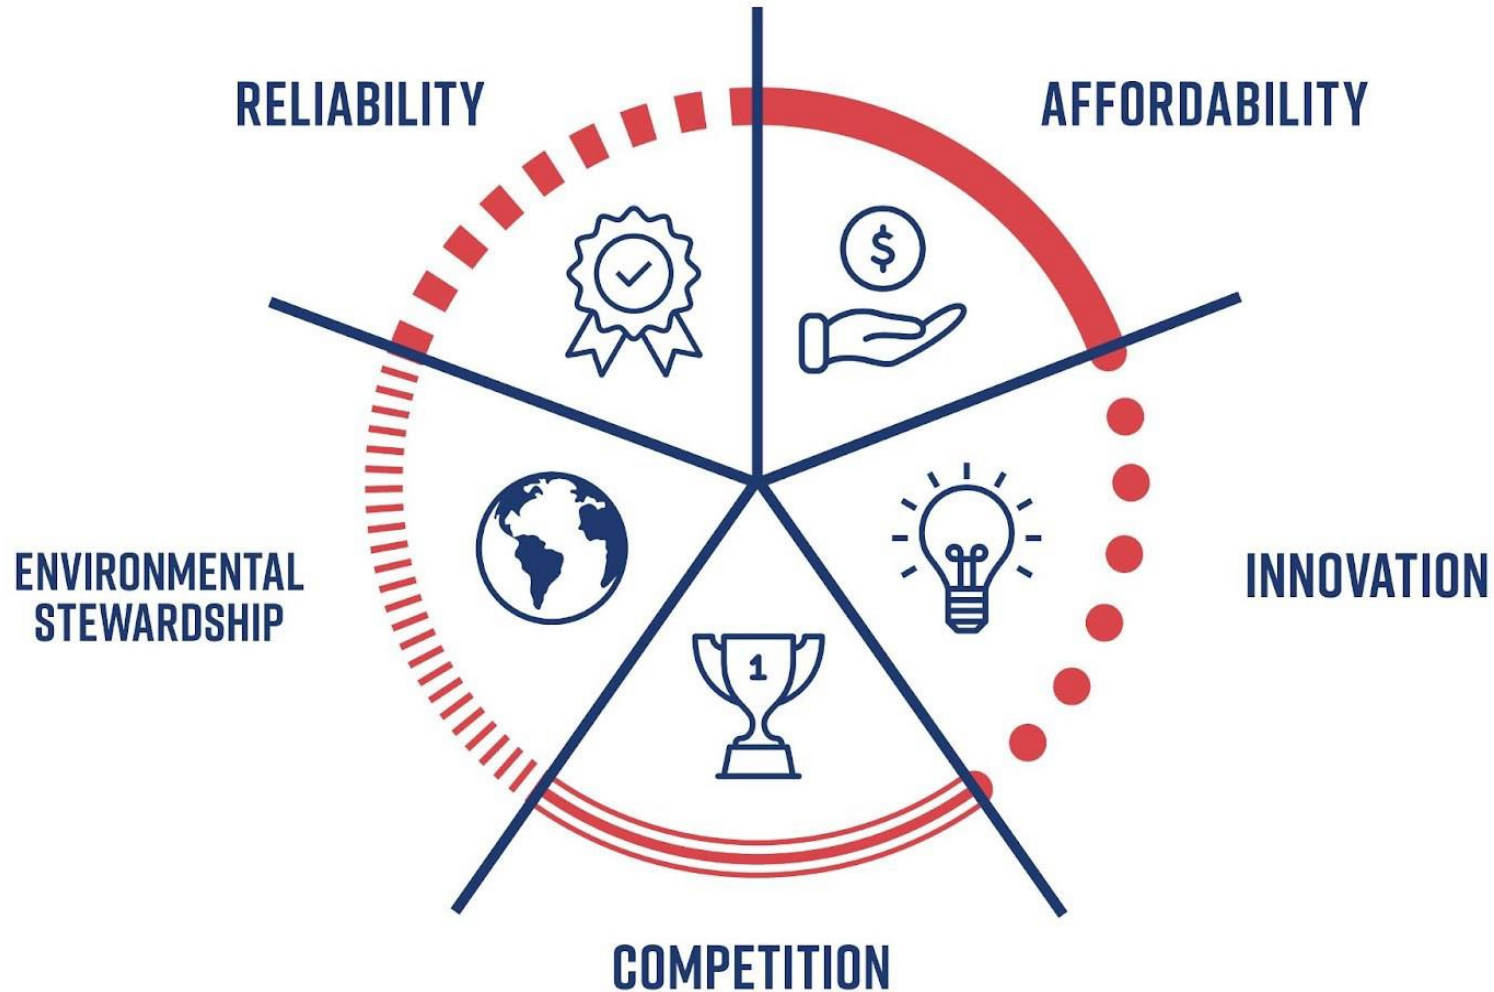 RELIABILITY
AFFORDABILITY
$
ENVIRONMENTAL
STEWARDSHIP
INNOVATION
1
COMPETITION